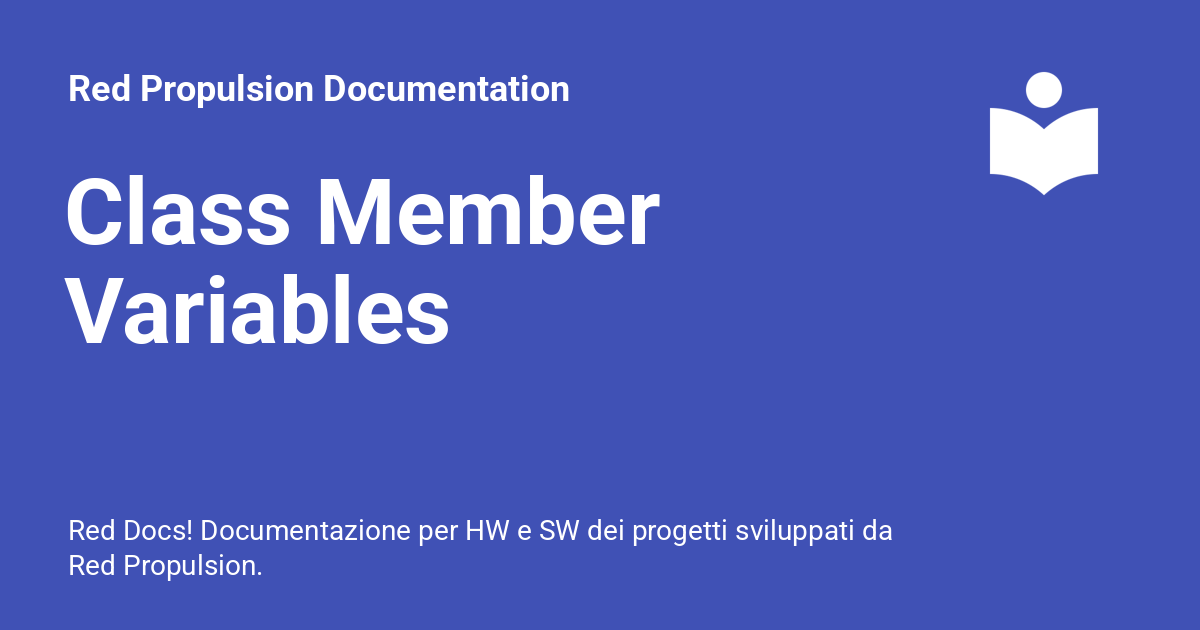 Red Propulsion Documentation
Class Member
Variables
Red Docs! Documentazione per HW e SW dei progetti sviluppati da
Red Propulsion.